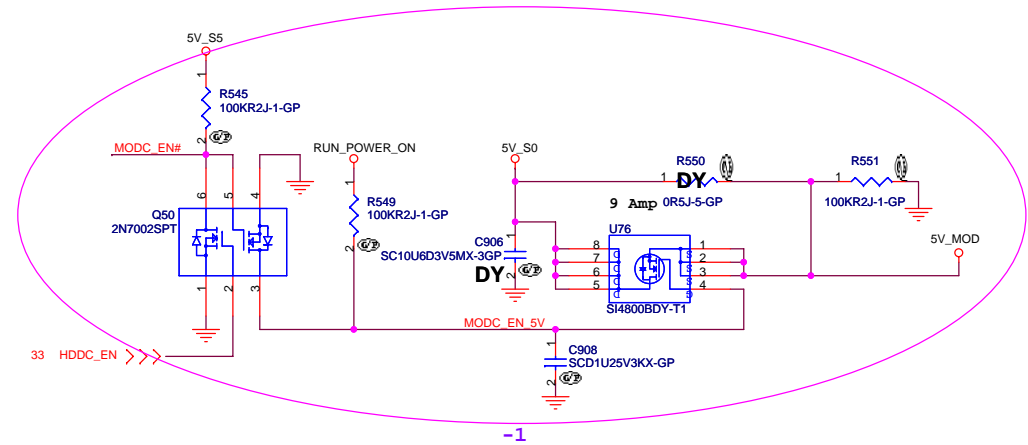 5V_S5
1
R545
100KR2J-1-GP
2
G/P
MODC_EN#
RUN_POWER_ON
5V_S0
R550
1
DY
2
0R5J-5-GP
R551
1
2
100KR2J-1-GP
6
5
4
Q50
2N7002SPT
1
2
3
1
R549
100KR2J-1-GP
2
G/P
9 Amp
U76
8
7
6
5
1
2
3
4
D
D
D
D
S
S
S
G
SI4800BDY-T1
1
C906
SC10U6D3V5MX-3GP
DY
2
G/P
5V_MOD
MODC_EN_5V
33
HDDC_EN
1
C908
SCD1U25V3KX-GP
2
G/P
-1